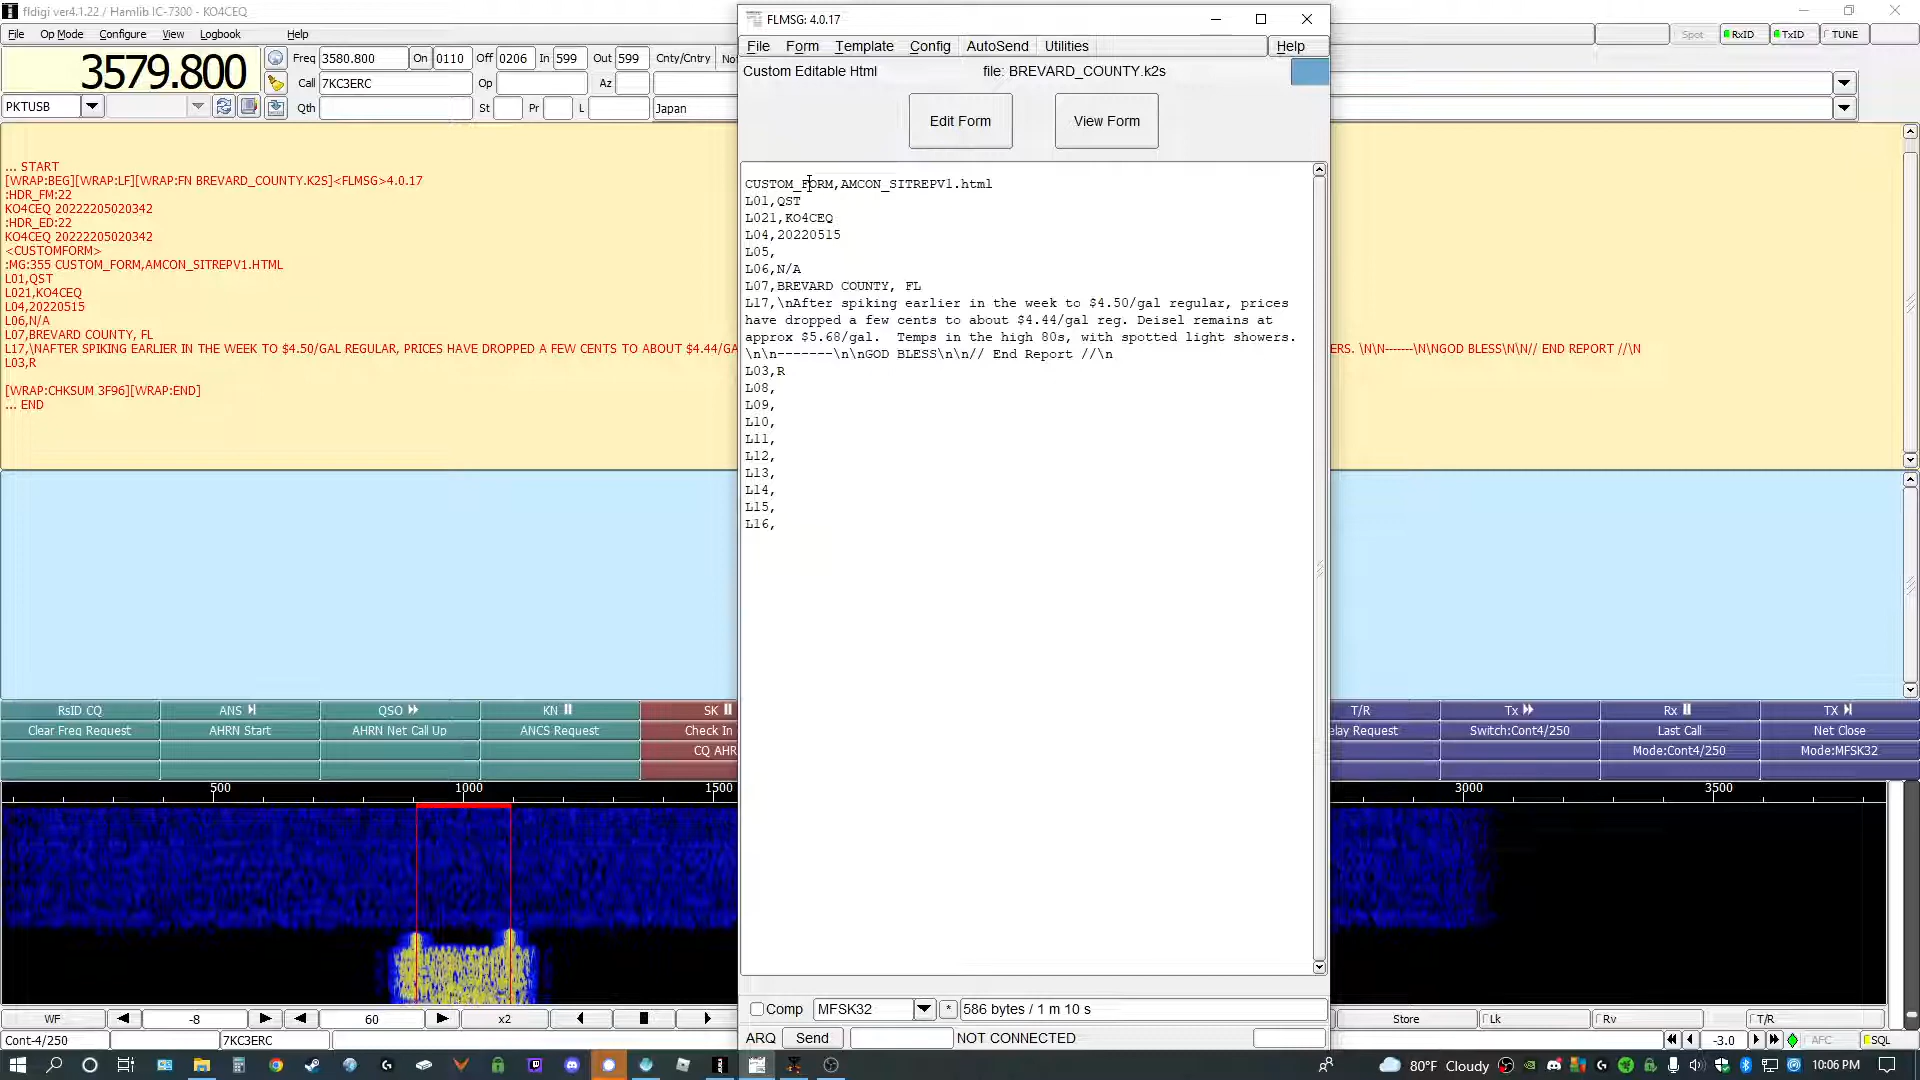 fldigi ver4.1.22 / Hamlib IC-7300 - KO4CEQ
File Op Mode Configure View Logbook Help
Spot RxID TxID TUNE
3579.800
Freq 3580.800 On 0110 Off 0206 In 599 Out 599 Cnty/Cntry
Call 7KC3ERC Op Az
PKTUSB
Qth St Pr L Japan
... START
[WRAP:BEG][WRAP:LF][WRAP:FN BREVARD_COUNTY.K2S]<FLMSG>4.0.17
:HDR_FM:22
KO4CEQ 20222205020342
:HDR_ED:22
KO4CEQ 20222205020342
<CUSTOMFORM>
:MG:355 CUSTOM_FORM,AMCON_SITREPV1.HTML
L01,QST
L021,KO4CEQ
L04,20220515
L06,N/A
L07,BREVARD COUNTY, FL
L17,\NAFTER SPIKING EARLIER IN THE WEEK TO $4.50/GAL REGULAR, PRICES HAVE DROPPED A FEW CENTS TO ABOUT $4.44/GA
ERS. \N\N-------\N\NGOD BLESS\N\N// END REPORT //\N
L03,R
[WRAP:CHKSUM 3F96][WRAP:END]
... END
FLMSG: 4.0.17
File Form Template Config AutoSend Utilities Help
Custom Editable Html file: BREVARD_COUNTY.k2s
Edit Form View Form
CUSTOM_FORM,AMCON_SITREPV1.html
L01,QST
L021,KO4CEQ
L04,20220515
L05,
L06,N/A
L07,BREVARD COUNTY, FL
L17,\nAfter spiking earlier in the week to $4.50/gal regular, prices
have dropped a few cents to about $4.44/gal reg. Deisel remains at
approx $5.68/gal.  Temps in the high 80s, with spotted light showers.
\n\n-------\n\nGOD BLESS\n\n// End Report //\n
L03,R
L08,
L09,
L10,
L11,
L12,
L13,
L14,
L15,
L16,
Comp MFSK32 * 586 bytes / 1 m 10 s
ARQ Send NOT CONNECTED
RsID CQ ANS QSO KN SK T/R Tx Rx TX
Clear Freq Request AHRN Start AHRN Net Call Up ANCS Request Check In elay Request Switch:Cont4/250 Last Call Net Close
CQ AHR Mode:Cont4/250 Mode:MFSK32
500 1000 1500 3000 3500
WF -8 60 x2 Store Lk Rv T/R
Cont-4/250 7KC3ERC -3.0 AFC SQL
80°F Cloudy 10:06 PM